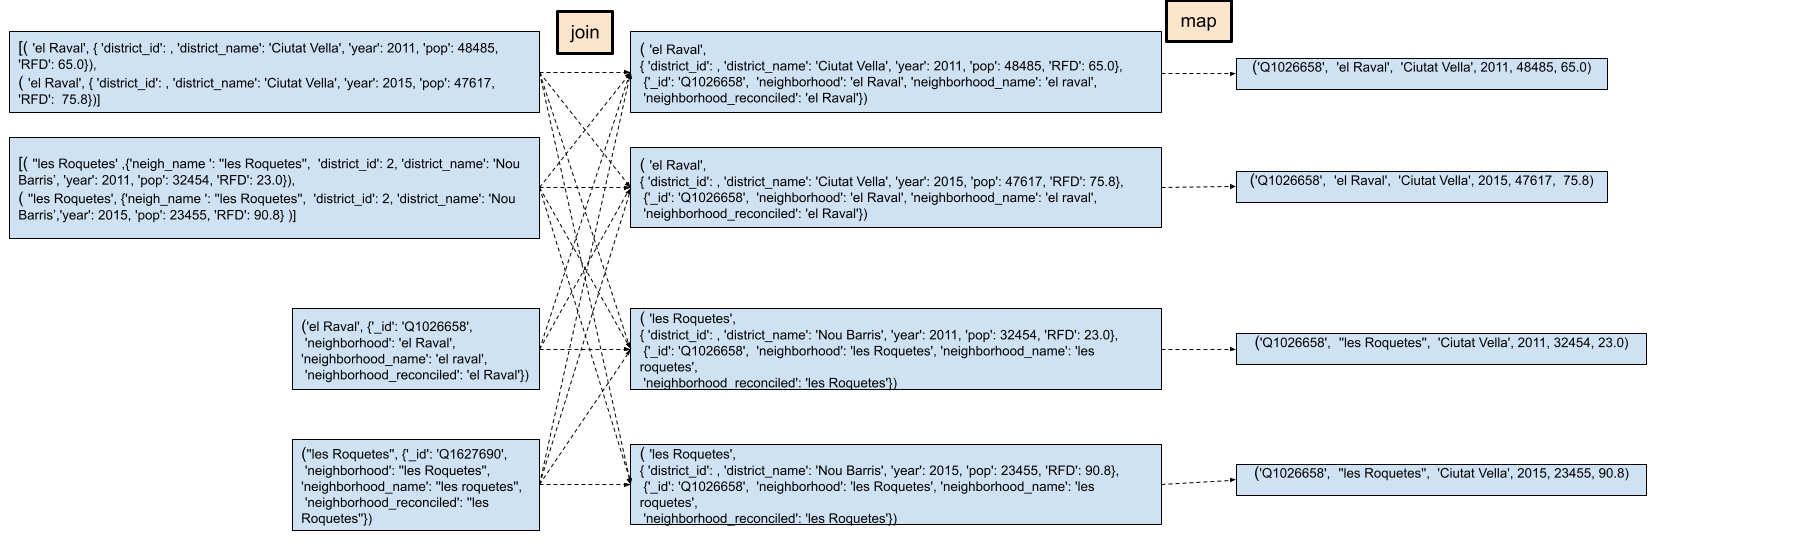 join
map
[( 'el Raval', { 'district_id': , 'district_name': 'Ciutat Vella', 'year': 2011, 'pop': 48485,
'RFD': 65.0}),
( 'el Raval', { 'district_id': , 'district_name': 'Ciutat Vella', 'year': 2015, 'pop': 47617,
'RFD':  75.8})]
[( "les Roquetes' ,{'neigh_name ': "les Roquetes",  'district_id': 2, 'district_name': 'Nou
Barris', 'year': 2011, 'pop': 32454, 'RFD': 23.0}),
( "les Roquetes', {'neigh_name ': "les Roquetes",  'district_id': 2, 'district_name': 'Nou
Barris','year': 2015, 'pop': 23455, 'RFD': 90.8} )]
('el Raval', {'_id': 'Q1026658',
'neighborhood': 'el Raval',
'neighborhood_name': 'el raval',
'neighborhood_reconciled': 'el Raval'})
("les Roquetes", {'_id': 'Q1627690',
'neighborhood': "les Roquetes",
'neighborhood_name': "les roquetes",
'neighborhood_reconciled': "les
Roquetes"})
( 'el Raval',
{ 'district_id': , 'district_name': 'Ciutat Vella', 'year': 2011, 'pop': 48485, 'RFD': 65.0},
{'_id': 'Q1026658',  'neighborhood': 'el Raval', 'neighborhood_name': 'el raval',
'neighborhood_reconciled': 'el Raval'})
( 'el Raval',
{ 'district_id': , 'district_name': 'Ciutat Vella', 'year': 2015, 'pop': 47617, 'RFD': 75.8},
{'_id': 'Q1026658',  'neighborhood': 'el Raval', 'neighborhood_name': 'el raval',
'neighborhood_reconciled': 'el Raval'})
( 'les Roquetes',
{ 'district_id': , 'district_name': 'Nou Barris', 'year': 2011, 'pop': 32454, 'RFD': 23.0},
{'_id': 'Q1026658',  'neighborhood': 'les Roquetes', 'neighborhood_name': 'les
roquetes',
'neighborhood_reconciled': 'les Roquetes'})
( 'les Roquetes',
{ 'district_id': , 'district_name': 'Nou Barris', 'year': 2015, 'pop': 23455, 'RFD': 90.8},
{'_id': 'Q1026658',  'neighborhood': 'les Roquetes', 'neighborhood_name': 'les
roquetes',
'neighborhood_reconciled': 'les Roquetes'})
('Q1026658',  'el Raval',  'Ciutat Vella', 2011, 48485, 65.0)
('Q1026658',  'el Raval',  'Ciutat Vella', 2015, 47617,  75.8)
('Q1026658',  "les Roquetes",  'Ciutat Vella', 2011, 32454, 23.0)
('Q1026658',  "les Roquetes",  'Ciutat Vella', 2015, 23455, 90.8)